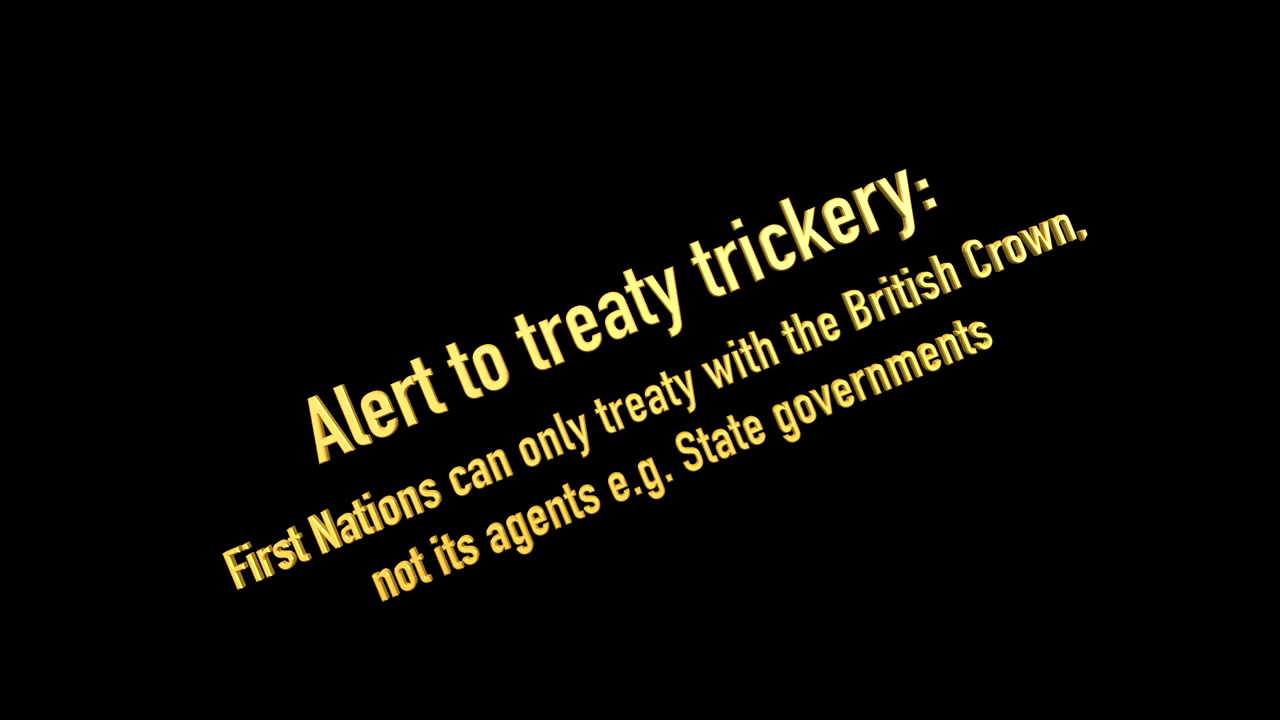 Alert to treaty trickery:
First Nations can only treaty with the British Crown,
not its agents e.g. State governments